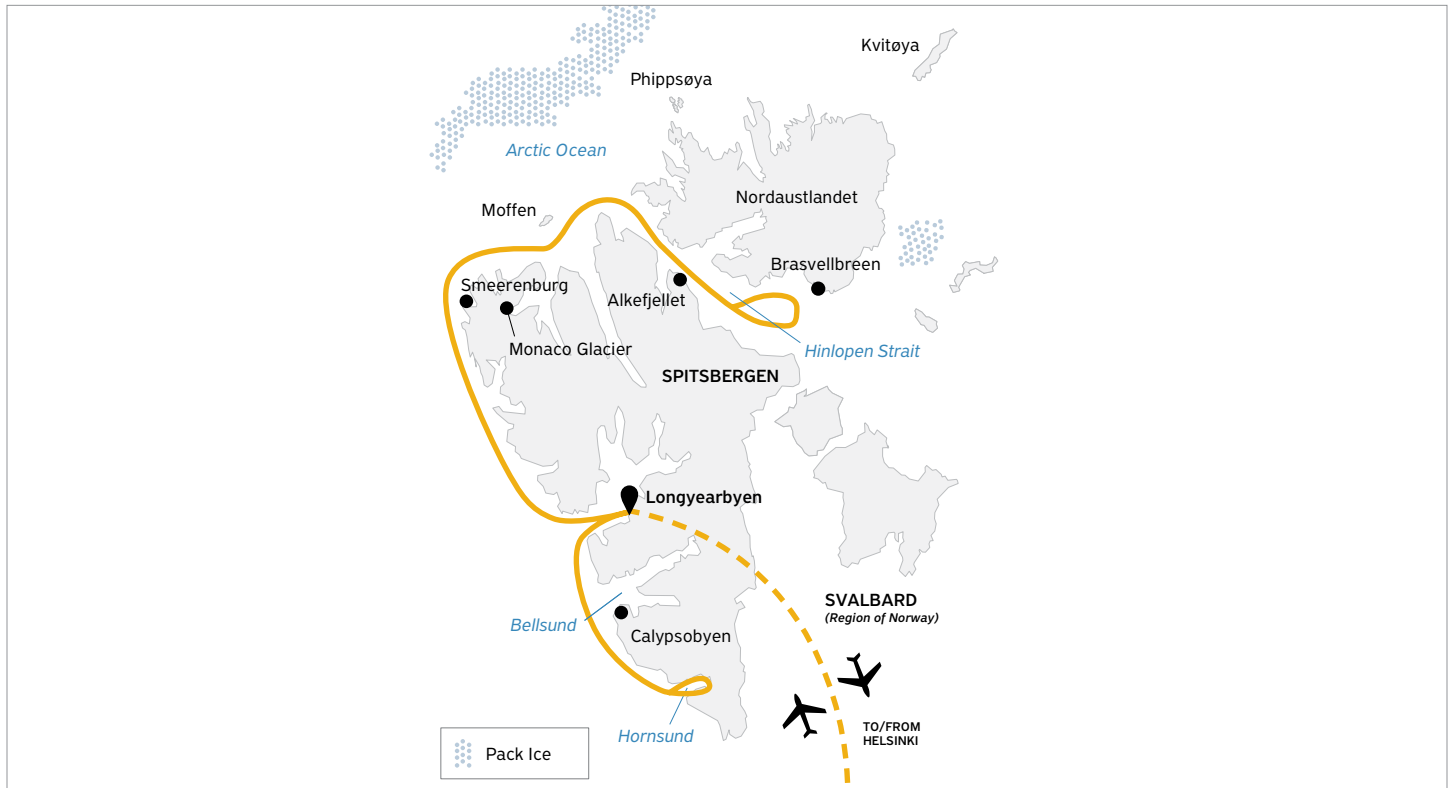 Kvitøya
Phippsøya
Arctic Ocean
Nordaustlandet
Moffen
Brasvellbreen
Smeerenburg
Alkefjellet
Monaco Glacier
Hinlopen Strait
SPITSBERGEN
Longyearbyen
SVALBARD
(Region of Norway)
Bellsund
Calypsobyen
TO/FROM
HELSINKI
Hornsund
Pack Ice